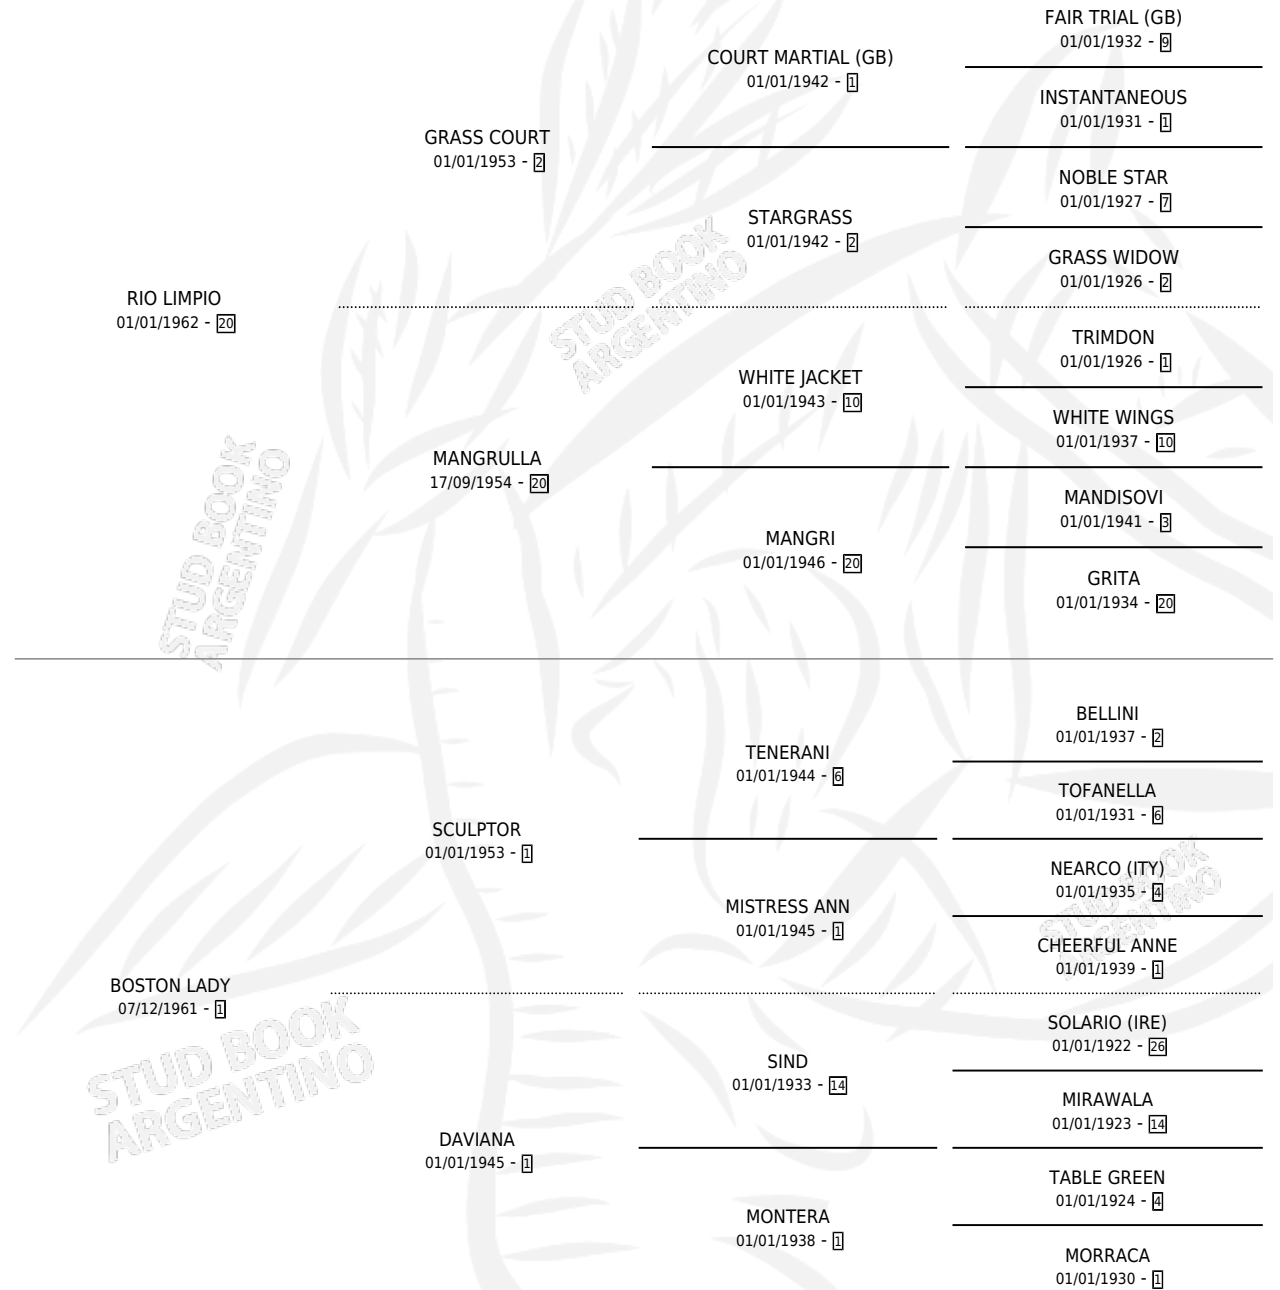 FAIR TRIAL (GB)
01/01/1932 - 9
COURT MARTIAL (GB)
01/01/1942 - 1
INSTANTANEOUS
01/01/1931 - 1
GRASS COURT
01/01/1953 - 2
NOBLE STAR
01/01/1927 - 7
STARGRASS
01/01/1942 - 2
GRASS WIDOW
01/01/1926 - 2
RIO LIMPIO
01/01/1962 - 20
TRIMDON
01/01/1926 - 1
WHITE JACKET
01/01/1943 - 10
WHITE WINGS
01/01/1937 - 10
MANGRULLA
17/09/1954 - 20
MANDISOVI
01/01/1941 - 3
MANGRI
01/01/1946 - 20
GRITA
01/01/1934 - 20
BELLINI
01/01/1937 - 2
TENERANI
01/01/1944 - 6
TOFANELLA
01/01/1931 - 6
SCULPTOR
01/01/1953 - 1
NEARCO (ITY)
01/01/1935 - 4
MISTRESS ANN
01/01/1945 - 1
CHEERFUL ANNE
01/01/1939 - 1
BOSTON LADY
07/12/1961 - 1
SOLARIO (IRE)
01/01/1922 - 26
SIND
01/01/1933 - 14
MIRAWALA
01/01/1923 - 14
DAVIANA
01/01/1945 - 1
TABLE GREEN
01/01/1924 - 4
MONTERA
01/01/1938 - 1
MORRACA
01/01/1930 - 1
STUD BOOK
ARGENTINO
STUD BOOK
ARGENTINO
STUD BOOK
ARGENTINO
STUD BOOK
ARGENTINO